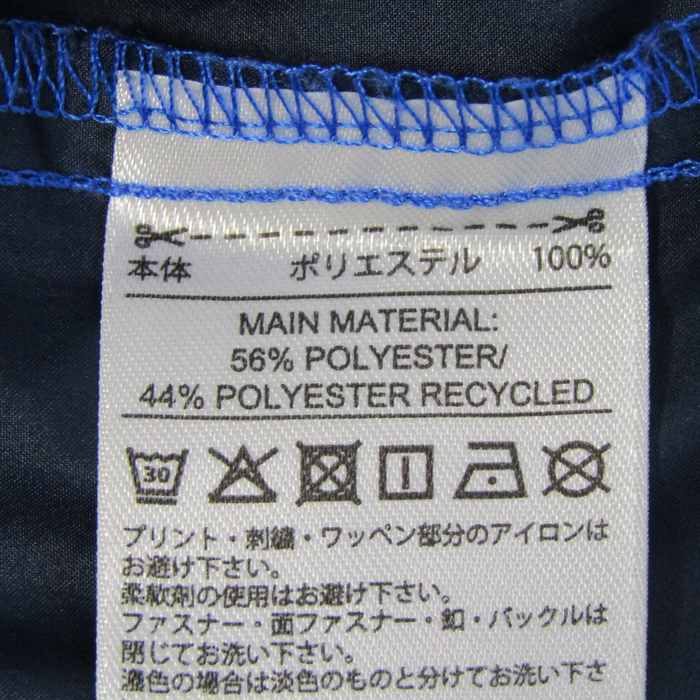 本体 ポリエステル 100%
MAIN MATERIAL:
56% POLYESTER/
44% POLYESTER RECYCLED
30
プリント・刺繍・ワッペン部分のアイロンは
お避け下さい。
柔軟剤の使用はお避け下さい。
ファスナー・面ファスナー・釦・バックルは
閉じてお洗い下さい。
濃色の場合は淡色のものと分けてお洗い下さ